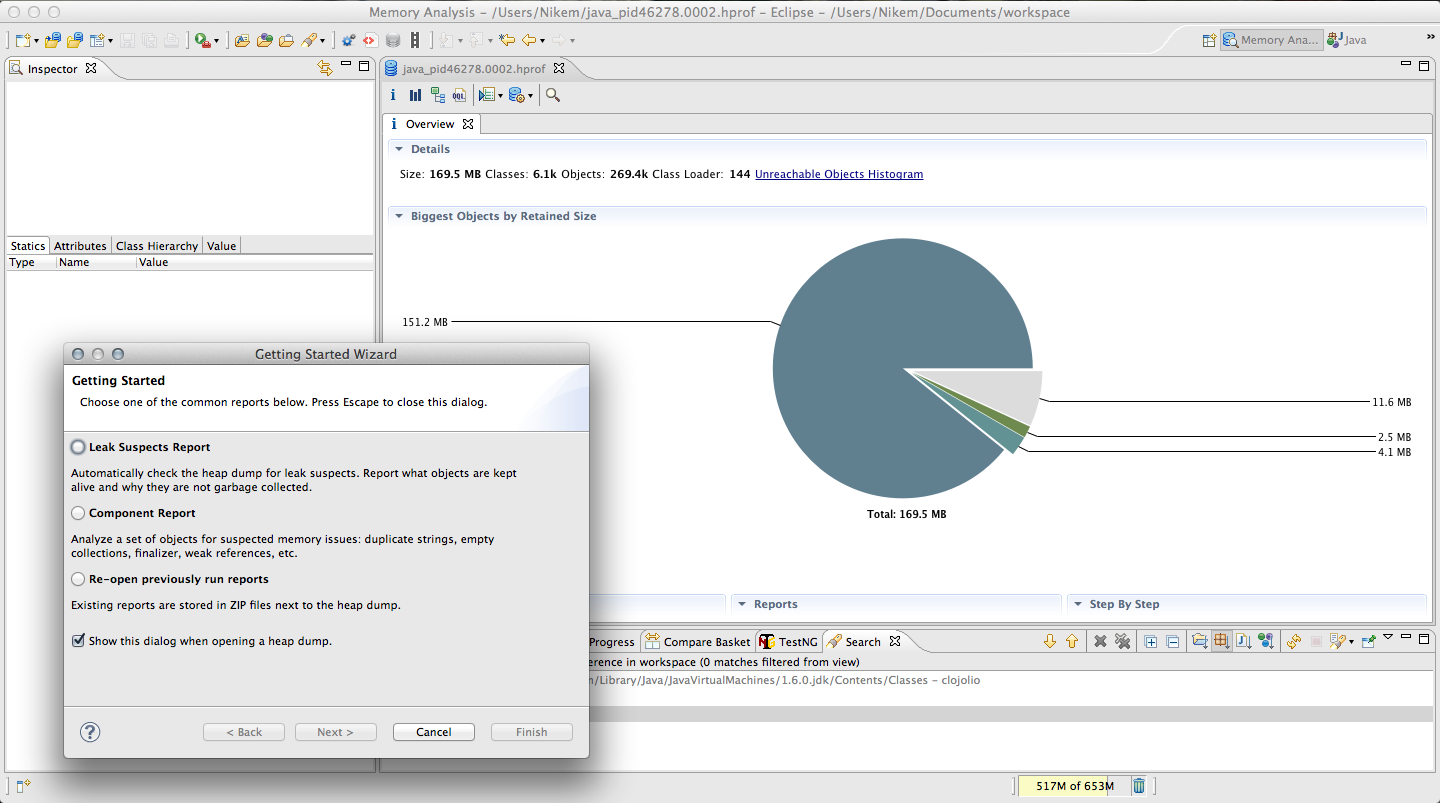 Memory Analysis – /Users/Nikem/java_pid46278.0002.hprof – Eclipse – /Users/Nikem/Documents/workspace
Memory Ana... Java
Inspector
java_pid46278.0002.hprof
OQL
i Overview
Details
Size: 169.5 MB Classes: 6.1k Objects: 269.4k Class Loader: 144 Unreachable Objects Histogram
Biggest Objects by Retained Size
Statics Attributes Class Hierarchy Value
Type Name Value
151.2 MB
11.6 MB
2.5 MB
4.1 MB
Total: 169.5 MB
Getting Started Wizard
Getting Started
Choose one of the common reports below. Press Escape to close this dialog.
Leak Suspects Report
Automatically check the heap dump for leak suspects. Report what objects are kept
alive and why they are not garbage collected.
Component Report
Analyze a set of objects for suspected memory issues: duplicate strings, empty
collections, finalizer, weak references, etc.
Re-open previously run reports
Existing reports are stored in ZIP files next to the heap dump.
Show this dialog when opening a heap dump.
? < Back Next > Cancel Finish
Reports Step By Step
Progress Compare Basket TestNG Search
erence in workspace (0 matches filtered from view)
n/Library/Java/JavaVirtualMachines/1.6.0.jdk/Contents/Classes – clojolio
517M of 653M